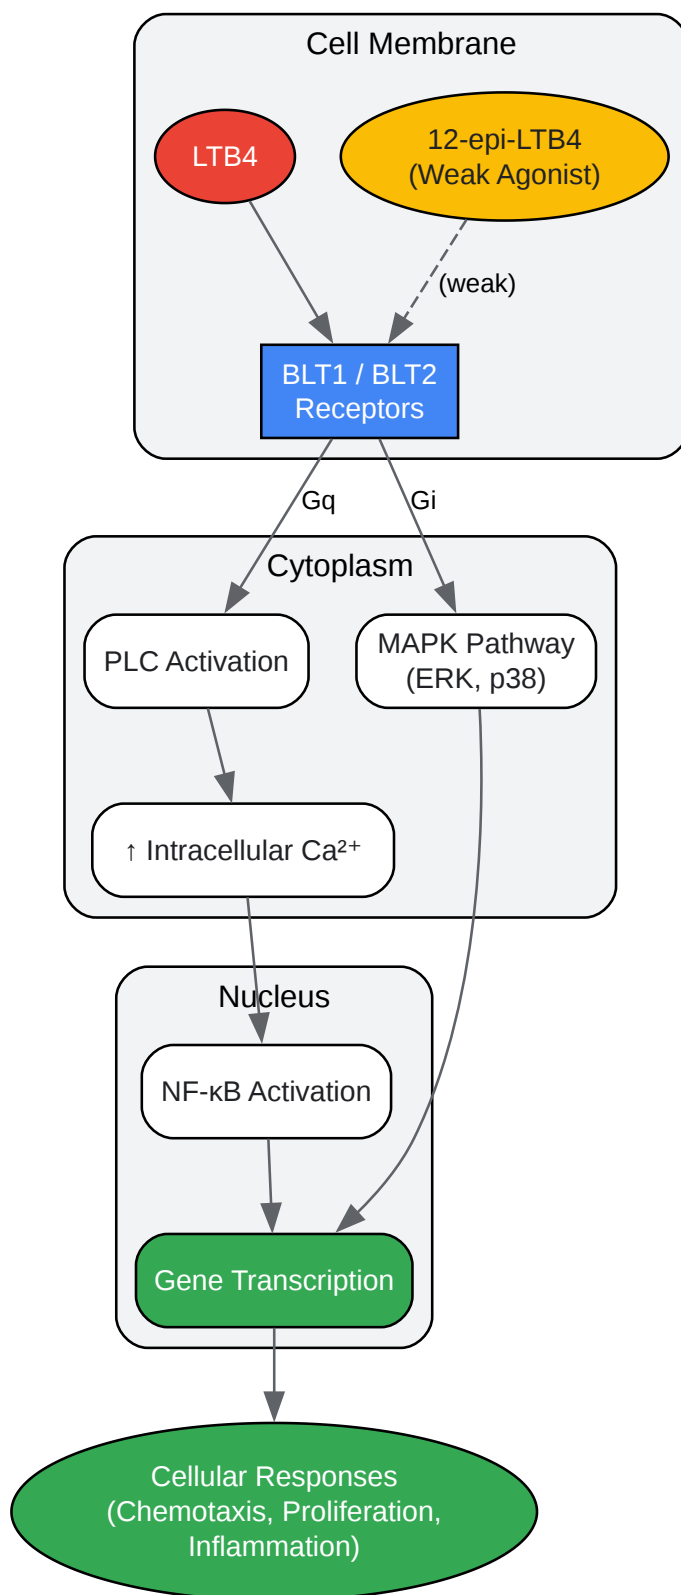 Cell Membrane
LTB4
12-epi-LTB4
(Weak Agonist)
(weak)
BLT1 / BLT2
Receptors
Gq
Gi
Cytoplasm
PLC Activation
MAPK Pathway
(ERK, p38)
↑ Intracellular Ca²⁺
Nucleus
NF-κB Activation
Gene Transcription
Cellular Responses
(Chemotaxis, Proliferation,
Inflammation)